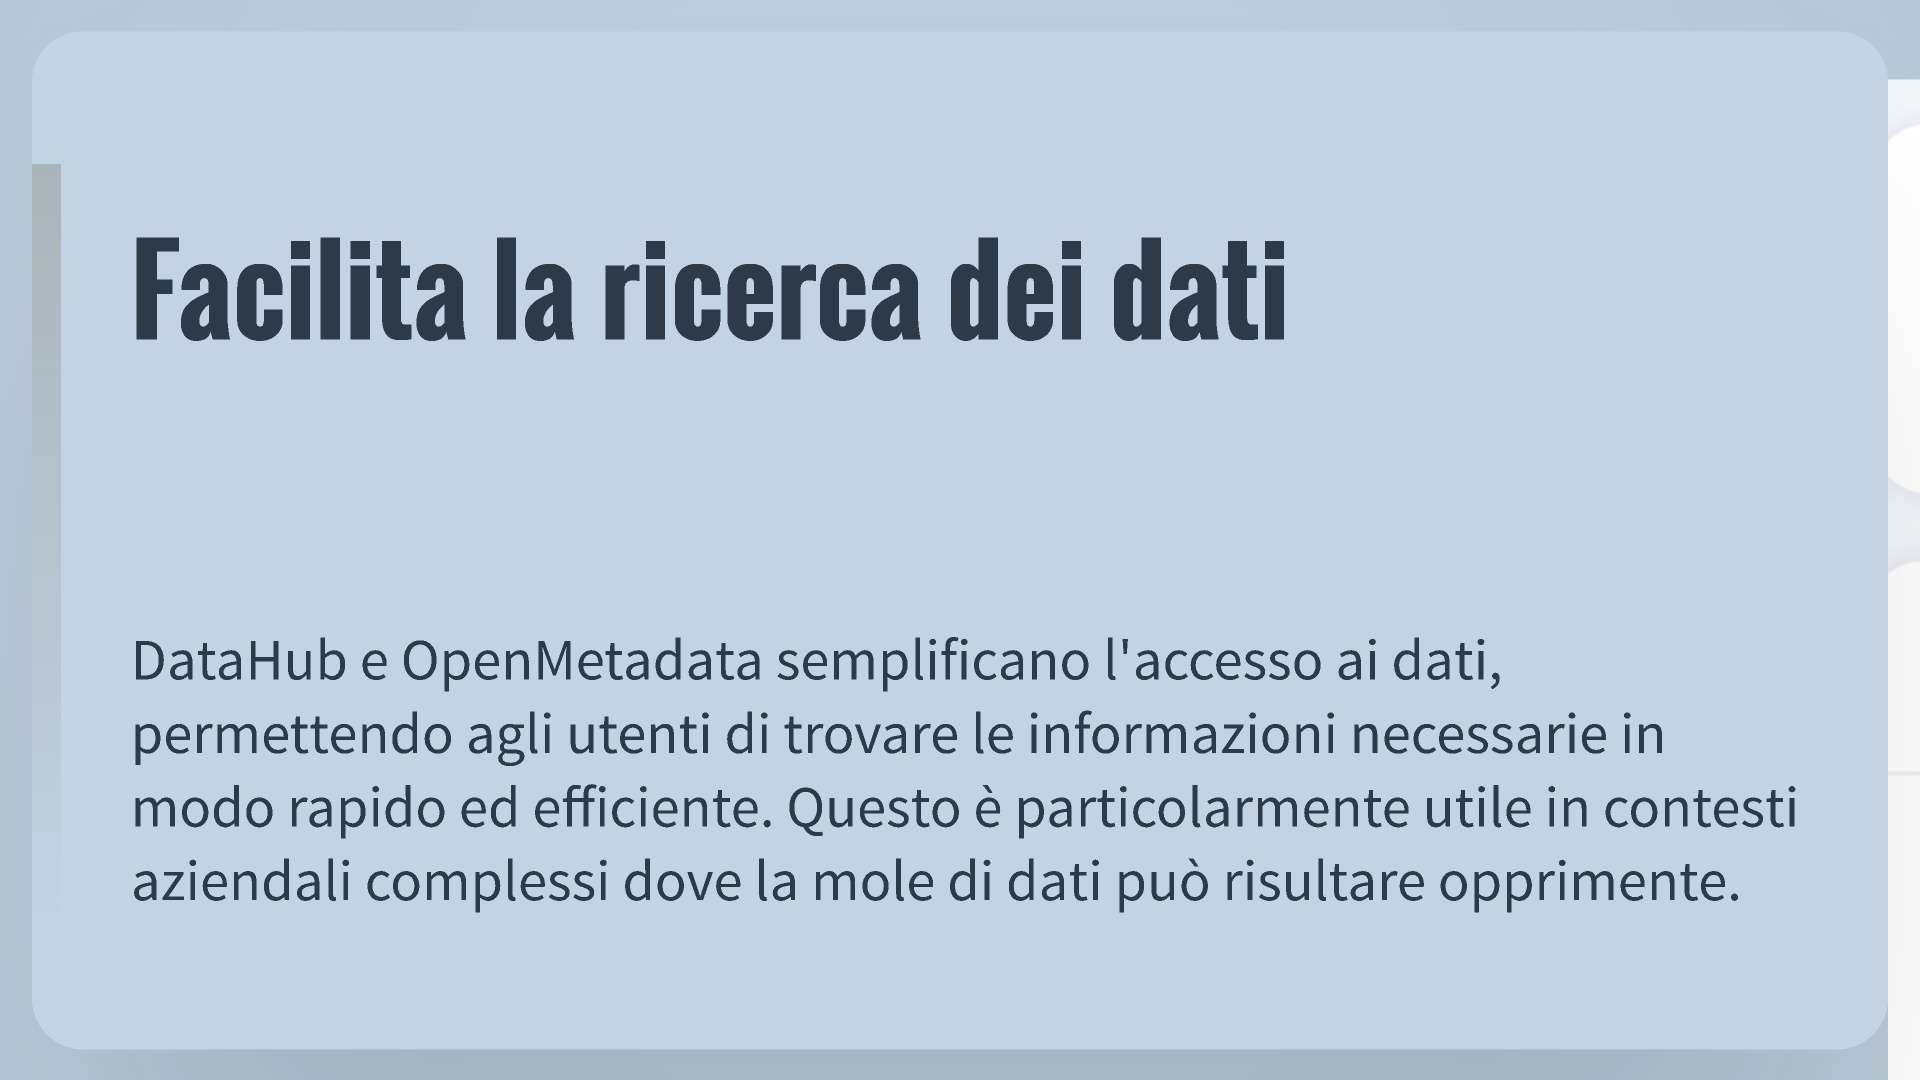 Facilita la ricerca dei dati
DataHub e OpenMetadata semplificano l'accesso ai dati,
permettendo agli utenti di trovare le informazioni necessarie in
modo rapido ed efficiente. Questo è particolarmente utile in contesti
aziendali complessi dove la mole di dati può risultare opprimente.